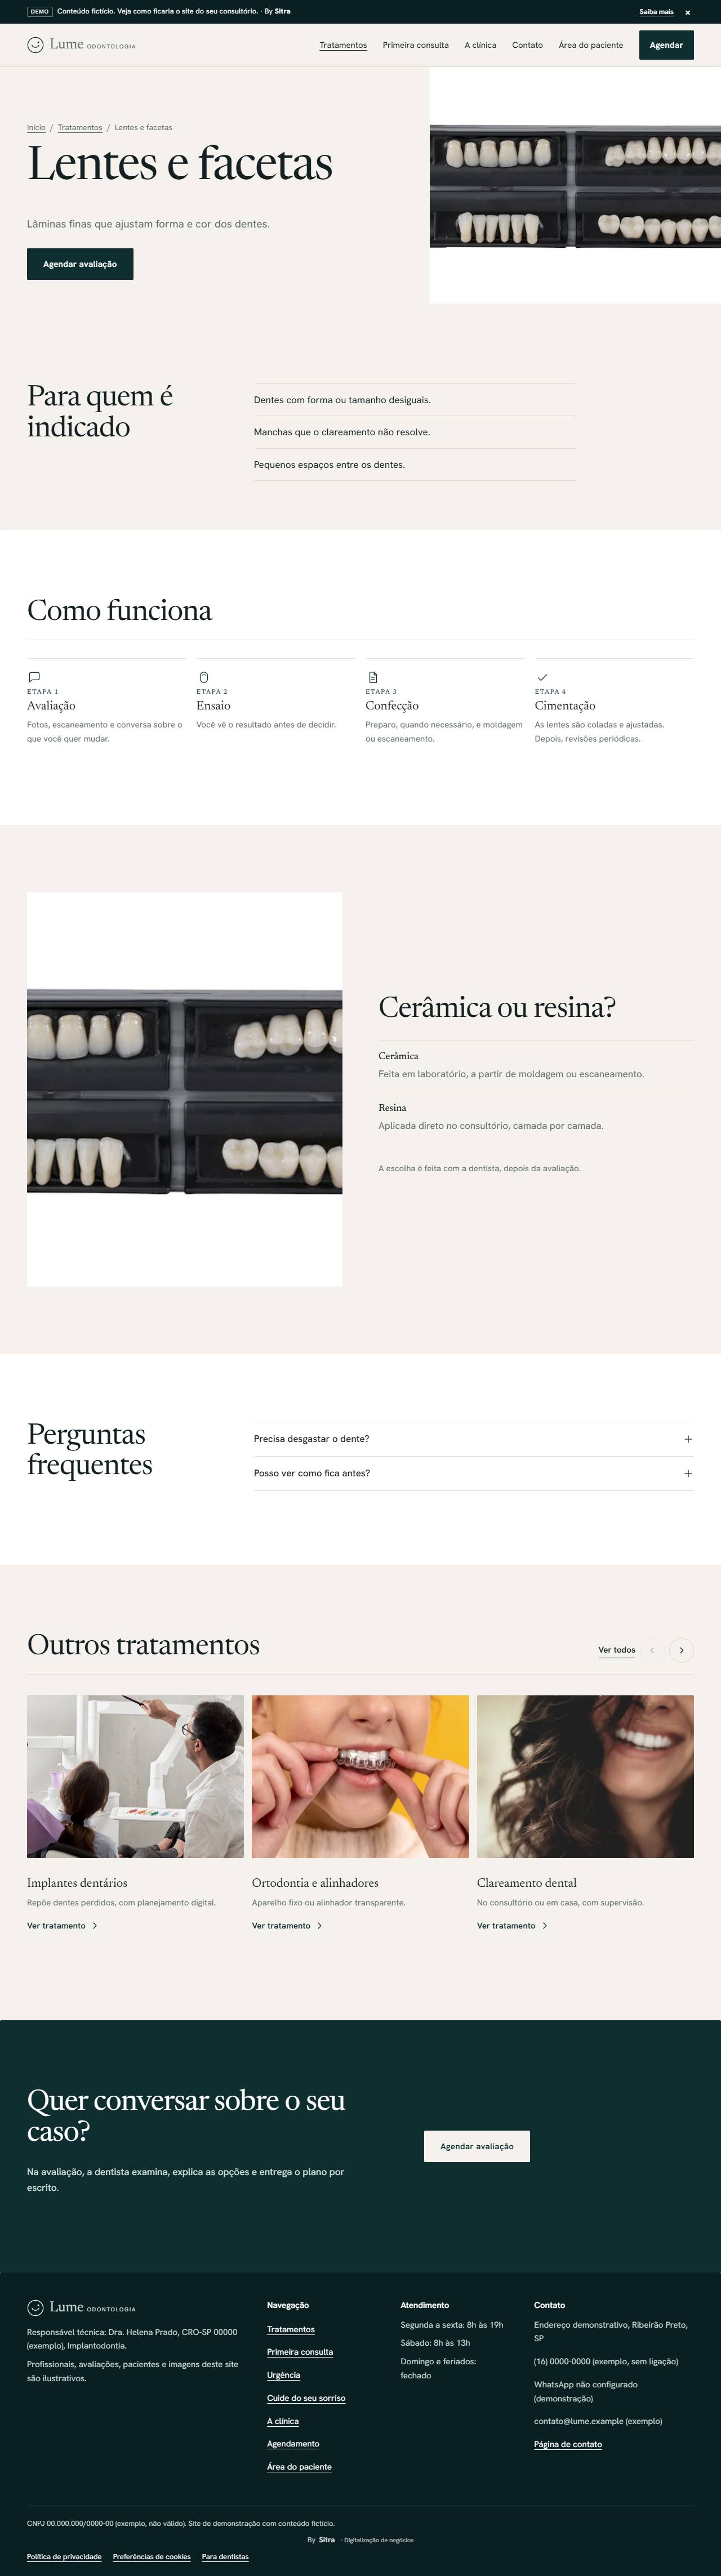 DEMO Conteúdo fictício. Veja como ficaria o site do seu consultório. · By Sitra Saiba mais ×
Lume ODONTOLOGIA Tratamentos Primeira consulta A clínica Contato Área do paciente Agendar
Início / Tratamentos / Lentes e facetas
Lentes e facetas
Lâminas finas que ajustam forma e cor dos dentes.
Agendar avaliação
Para quem é
indicado
Dentes com forma ou tamanho desiguais.
Manchas que o clareamento não resolve.
Pequenos espaços entre os dentes.
Como funciona
ETAPA 1
Avaliação
Fotos, escaneamento e conversa sobre o
que você quer mudar.
ETAPA 2
Ensaio
Você vê o resultado antes de decidir.
ETAPA 3
Confecção
Preparo, quando necessário, e moldagem
ou escaneamento.
ETAPA 4
Cimentação
As lentes são coladas e ajustadas.
Depois, revisões periódicas.
Cerâmica ou resina?
Cerâmica
Feita em laboratório, a partir de moldagem ou escaneamento.
Resina
Aplicada direto no consultório, camada por camada.
A escolha é feita com a dentista, depois da avaliação.
Perguntas
frequentes
Precisa desgastar o dente?
Posso ver como fica antes?
Outros tratamentos
Ver todos
Implantes dentários
Repõe dentes perdidos, com planejamento digital.
Ver tratamento
Ortodontia e alinhadores
Aparelho fixo ou alinhador transparente.
Ver tratamento
Clareamento dental
No consultório ou em casa, com supervisão.
Ver tratamento
Quer conversar sobre o seu
caso?
Na avaliação, a dentista examina, explica as opções e entrega o plano por
escrito.
Agendar avaliação
Lume ODONTOLOGIA
Responsável técnica: Dra. Helena Prado, CRO-SP 00000
(exemplo), Implantodontia.
Profissionais, avaliações, pacientes e imagens deste site
são ilustrativos.
Navegação
Tratamentos
Primeira consulta
Urgência
Cuide do seu sorriso
A clínica
Agendamento
Área do paciente
Atendimento
Segunda a sexta: 8h às 19h
Sábado: 8h às 13h
Domingo e feriados:
fechado
Contato
Endereço demonstrativo, Ribeirão Preto,
SP
(16) 0000-0000 (exemplo, sem ligação)
WhatsApp não configurado
(demonstração)
contato@lume.example (exemplo)
Página de contato
CNPJ 00.000.000/0000-00 (exemplo, não válido). Site de demonstração com conteúdo fictício.
By Sitra · Digitalização de negócios
Política de privacidade Preferências de cookies Para dentistas